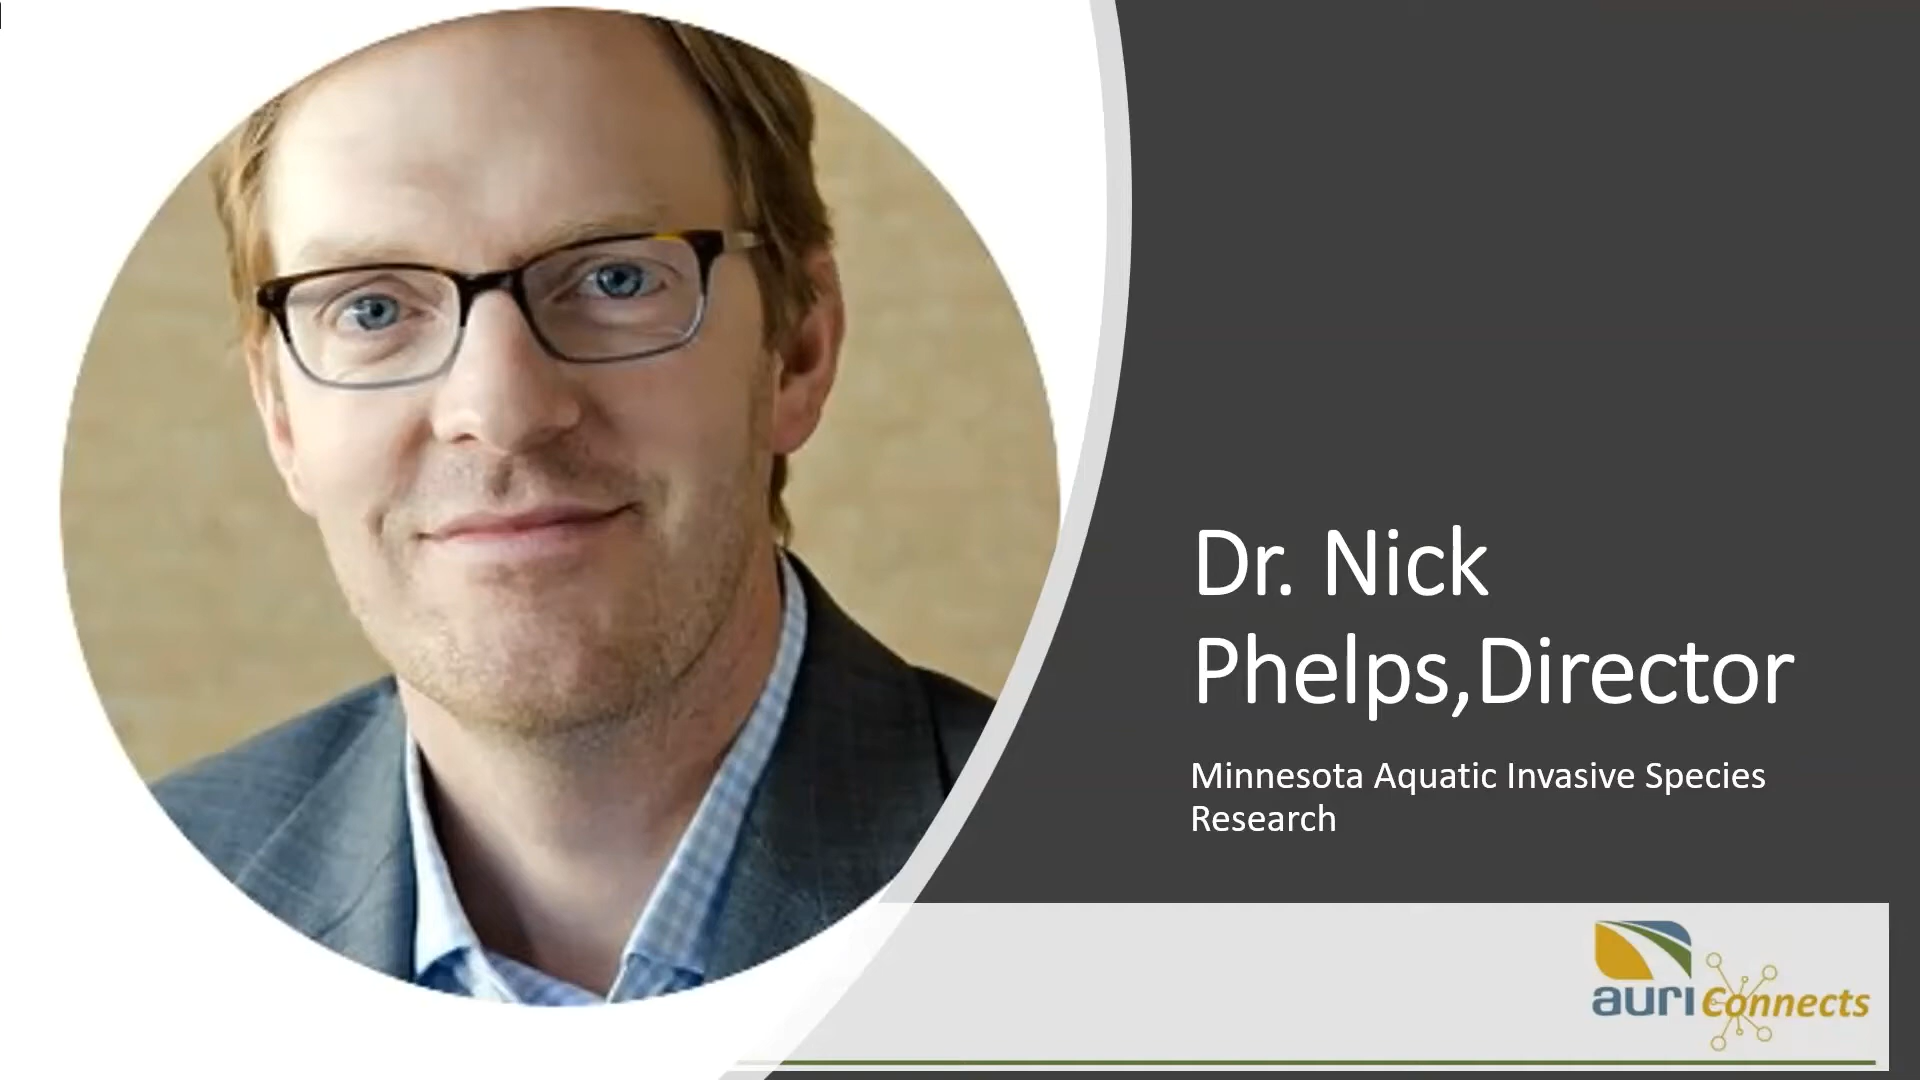 Dr. Nick
Phelps,Director
Minnesota Aquatic Invasive Species
Research
auri Connects